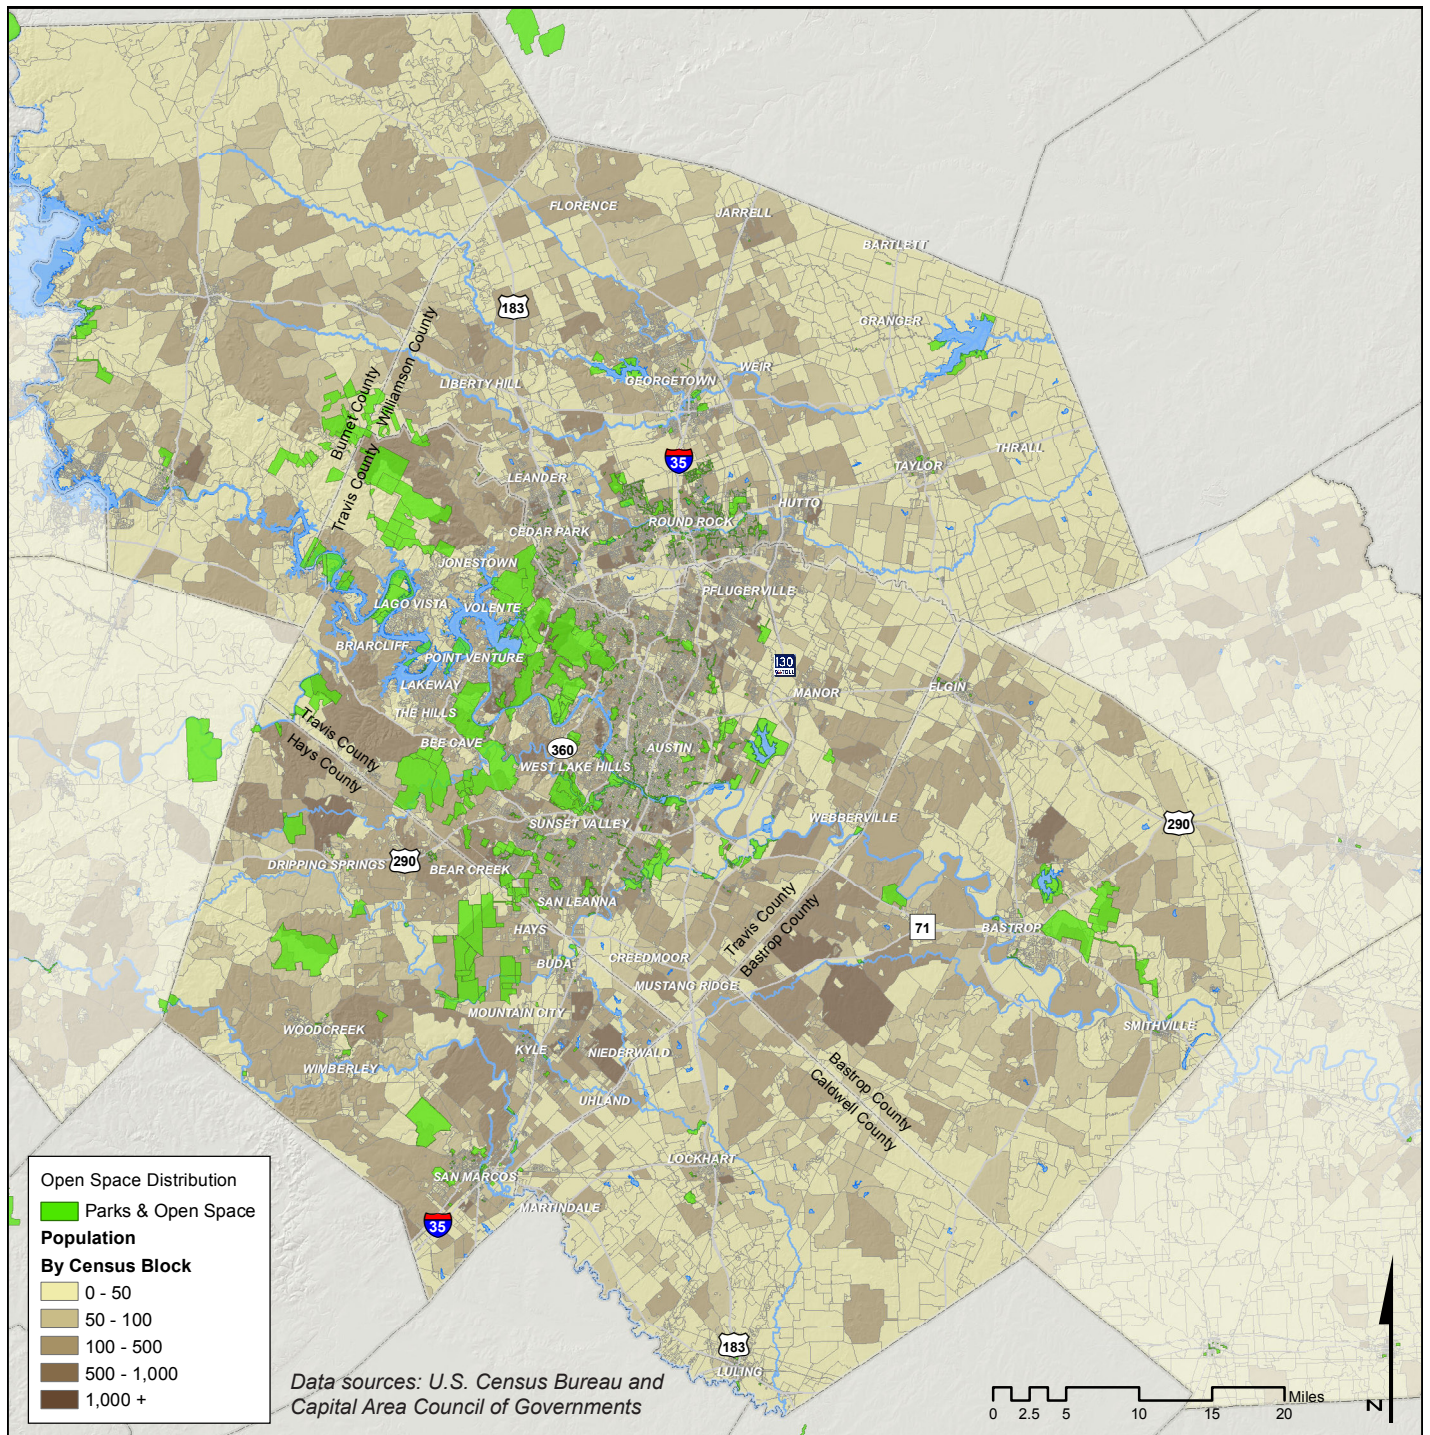 FLORENCE
JARRELL
BARTLETT
183
GRANGER
Burnet County
Williamson County
WEIR
GEORGETOWN
LIBERTY HILL
Travis County
35
THRALL
TAYLOR
LEANDER
HUTTO
ROUND ROCK
CEDAR PARK
JONESTOWN
PFLUGERVILLE
LAGO VISTA
VOLENTE
BRIARCLIFF
POINT VENTURE
130
LAKEWAY
MANOR
ELGIN
THE HILLS
Travis County
Hays County
BEE CAVE
360
AUSTIN
WEST LAKE HILLS
WEBBERVILLE
290
SUNSET VALLEY
DRIPPING SPRINGS
290
BEAR CREEK
SAN LEANNA
Travis County
Bastrop County
71
BASTROP
HAYS
BUDA
CREEDMOOR
MUSTANG RIDGE
MOUNTAIN CITY
SMITHVILLE
WOODCREEK
KYLE
NIEDERWALD
WIMBERLEY
Bastrop County
Caldwell County
UHLAND
LOCKHART
SAN MARCOS
MARTINDALE
35
183
LULING
Open Space Distribution
Parks & Open Space
Population
By Census Block
0 - 50
50 - 100
100 - 500
500 - 1,000
1,000 +
Data sources: U.S. Census Bureau and
Capital Area Council of Governments
Miles
0 2.5 5 10 15 20
N